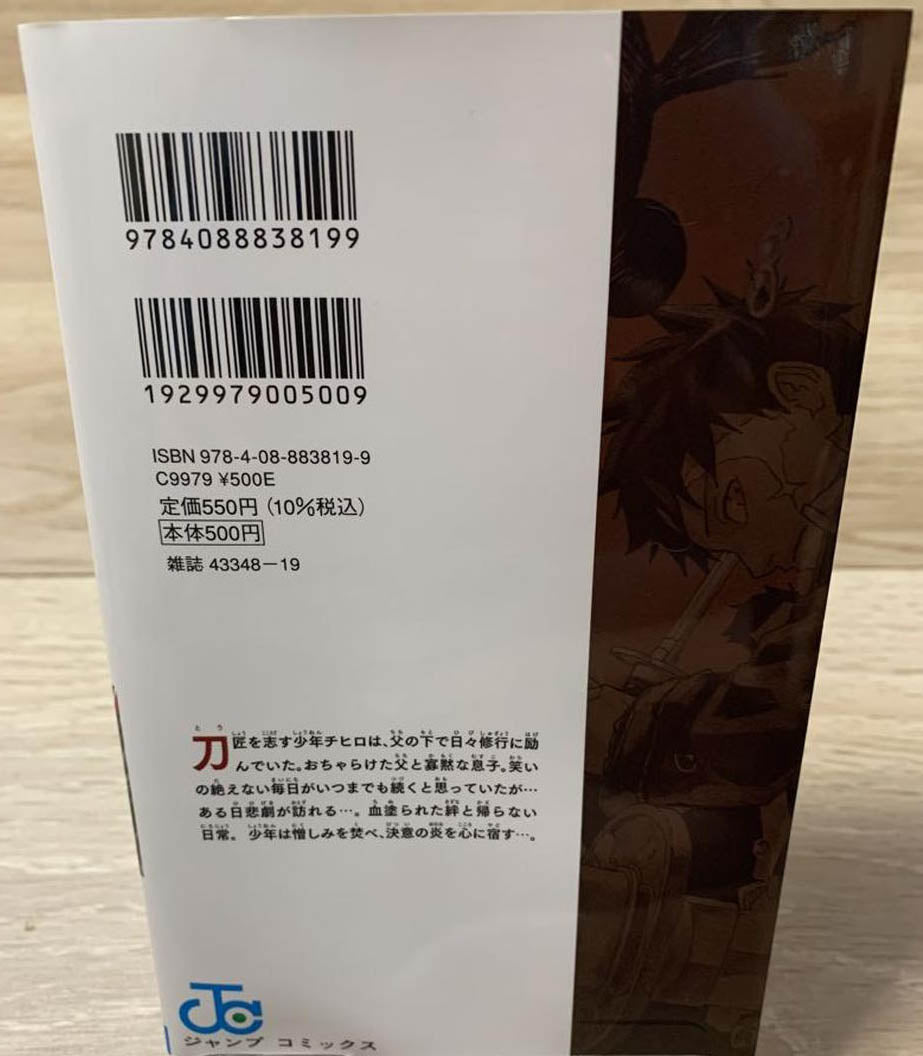 9784088838199
1929979005009
ISBN 978-4-08-883819-9
C9979 ¥500E
定価550円(10%税込)
本体500円
雑誌 43348-19
刀匠を志す少年チヒロは、父の下で日々修行に励
んでいた。おちゃらけた父と寡黙な息子。笑い
の絶えない毎日がいつまでも続くと思っていたが…
ある日悲劇が訪れる…。血塗られた絆と帰らない
日常。少年は憎しみを焚べ、決意の炎を心に宿す…。
JC
ジャンプ コミックス